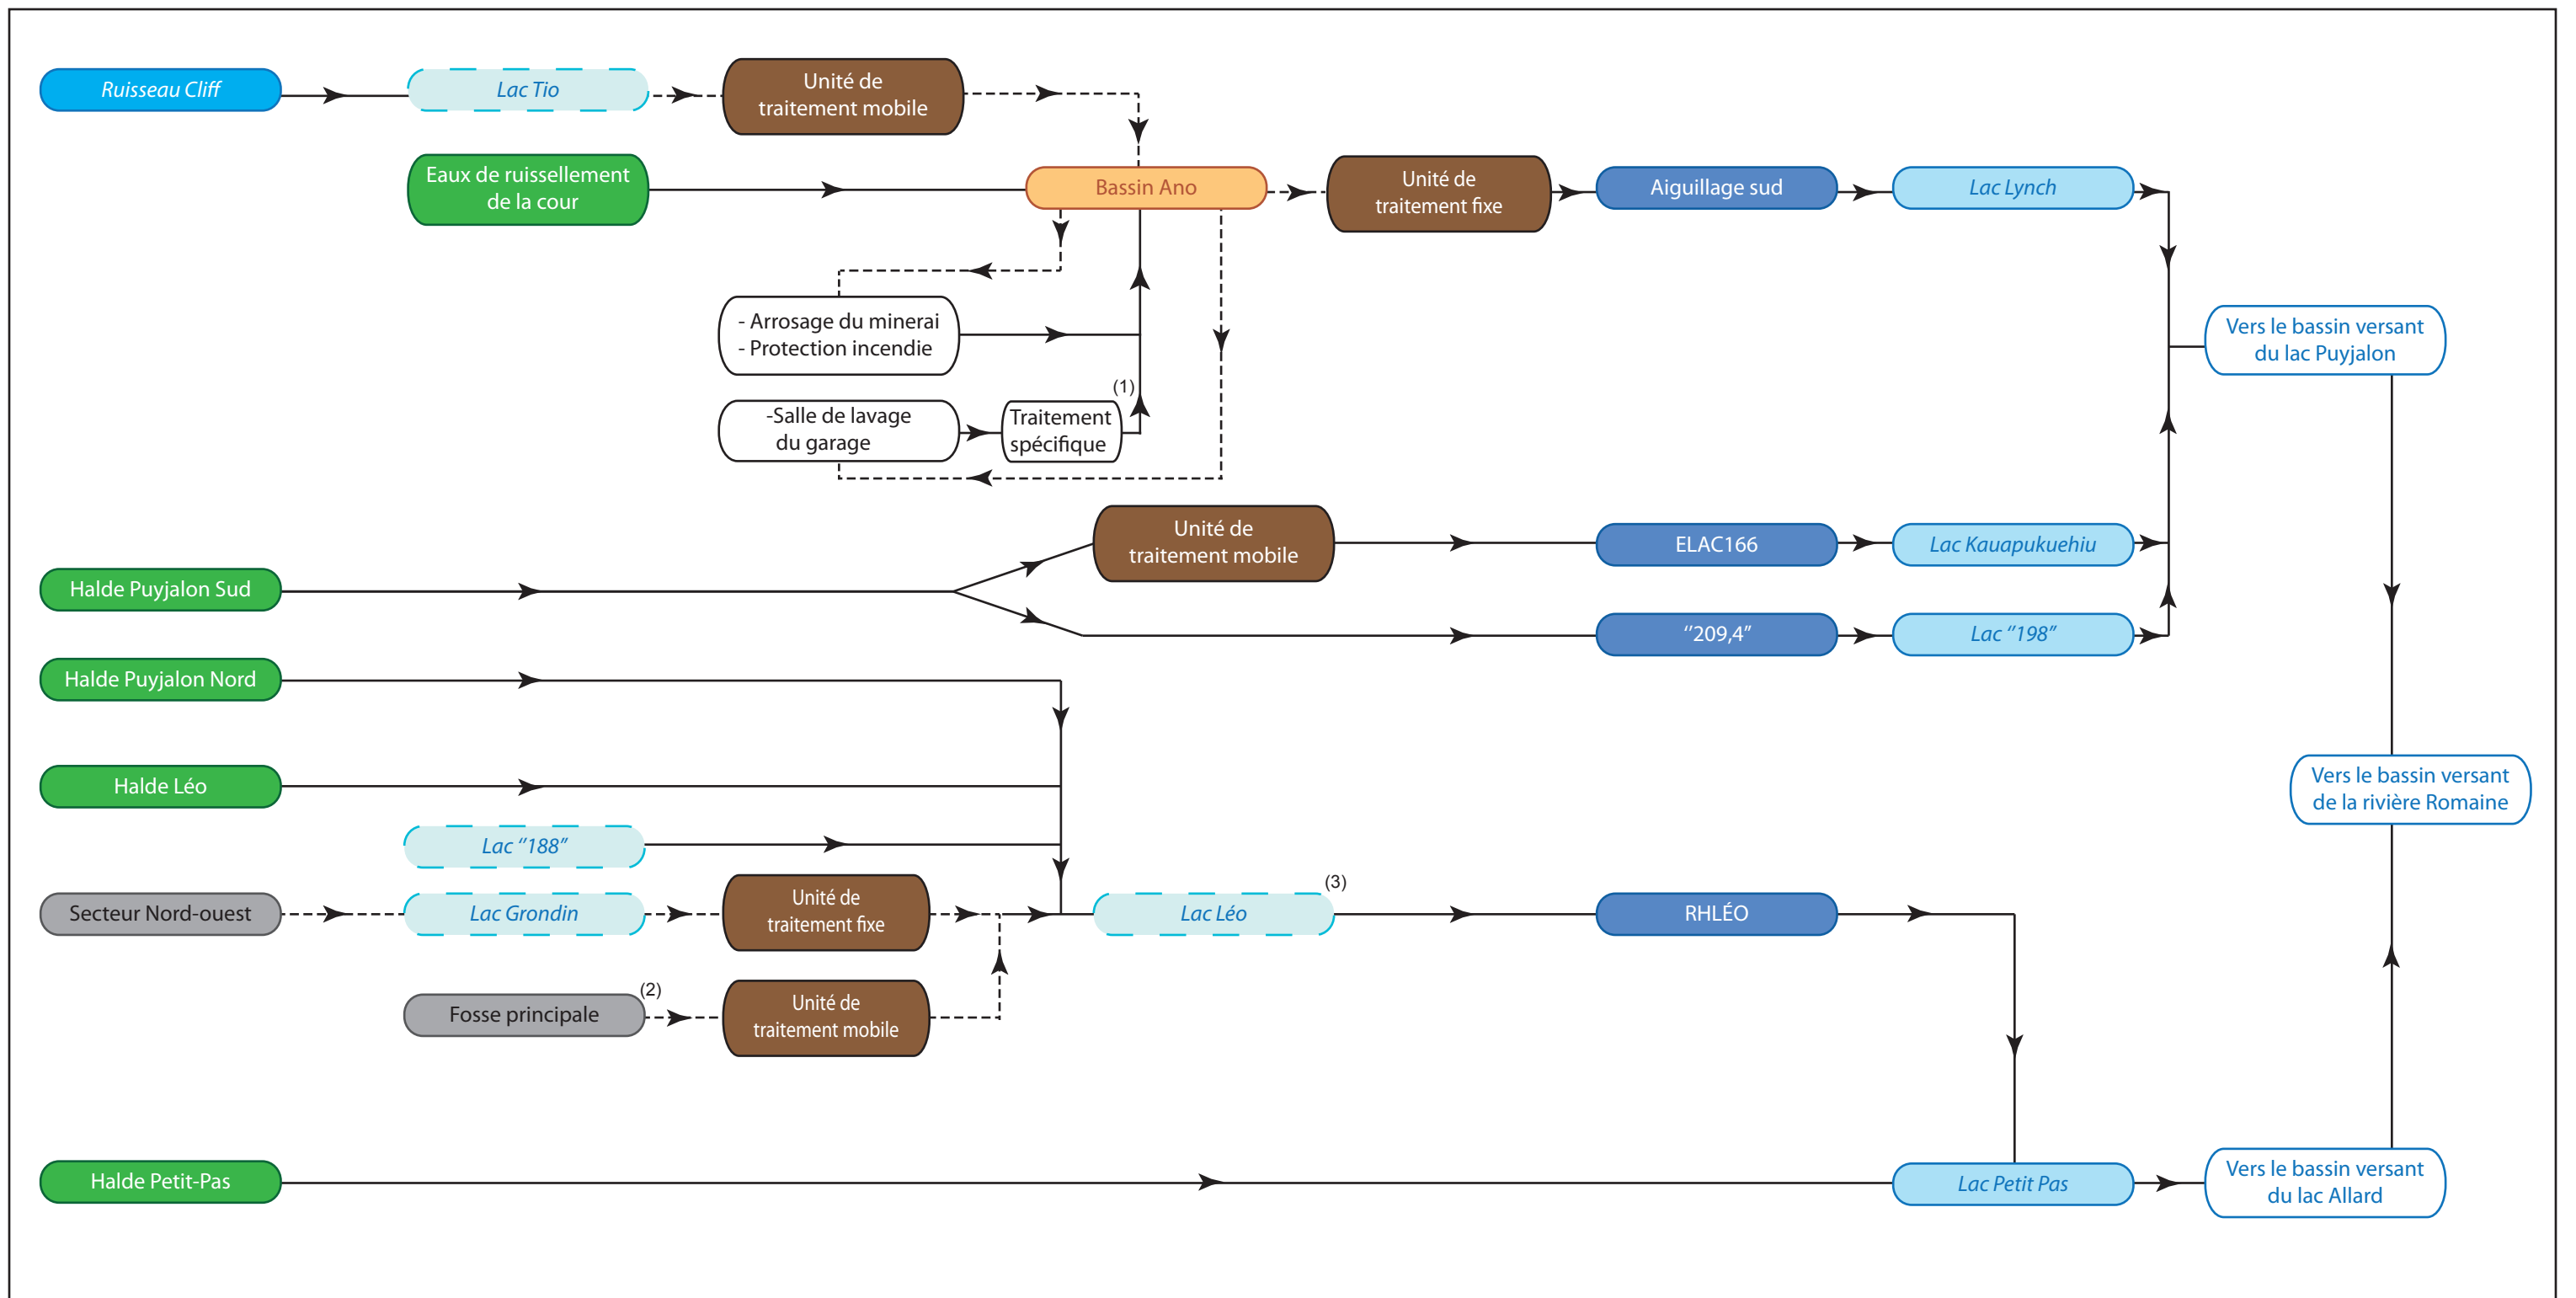 Ruisseau Cliff
Lac Tio
Unité de
traitement mobile
Eaux de ruissellement
de la cour
Bassin Ano
Unité de
traitement fixe
Aiguillage sud
Lac Lynch
- Arrosage du minerai
- Protection incendie
Vers le bassin versant
du lac Puyjalon
(1)
-Salle de lavage
du garage
Traitement
spécifique
Unité de
traitement mobile
ELAC166
Lac Kauapukuehiu
Halde Puyjalon Sud
‘‘209,4’’
Lac ‘‘198’’
Halde Puyjalon Nord
Halde Léo
Vers le bassin versant
de la rivière Romaine
Lac ‘‘188’’
Secteur Nord-ouest
Lac Grondin
Unité de
traitement fixe
Lac Léo
(3)
RHLÉO
Fosse principale
(2)
Unité de
traitement mobile
Halde Petit-Pas
Lac Petit Pas
Vers le bassin versant
du lac Allard